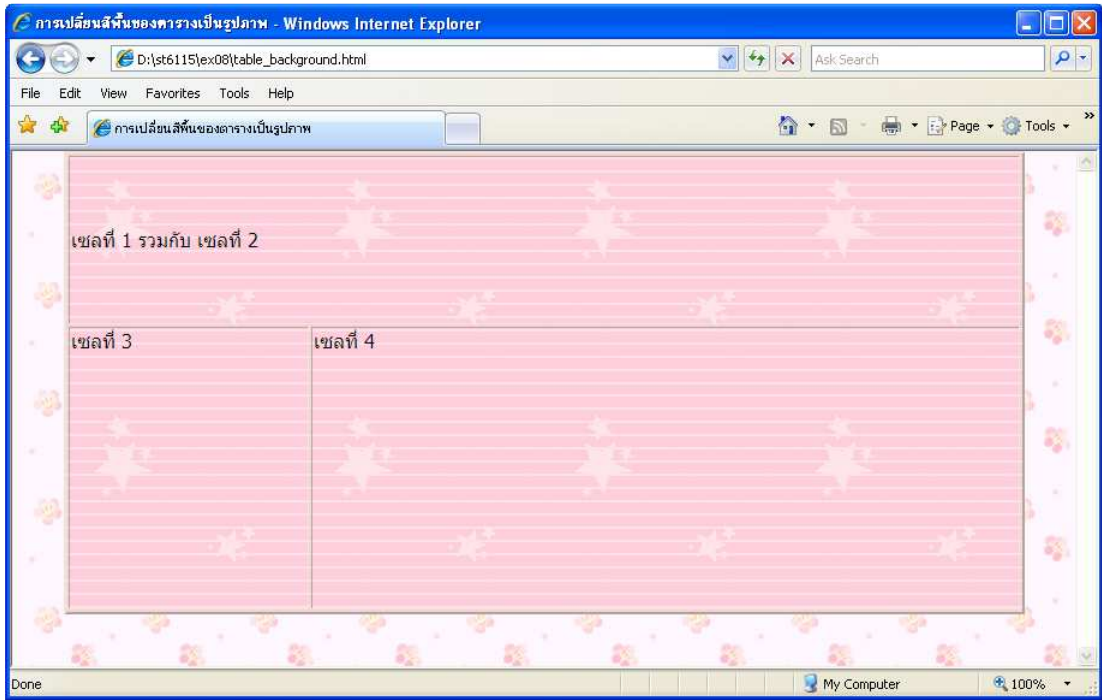 การเปลี่ยนสีพื้นของตารางเป็นรูปภาพ - Windows Internet Explorer
D:\st6115\ex08\table_background.html
Ask Search
File Edit View Favorites Tools Help
การเปลี่ยนสีพื้นของตารางเป็นรูปภาพ
Page Tools
เซลที่ 1 รวมกับ เซลที่ 2
เซลที่ 3 เซลที่ 4
Done My Computer 100%